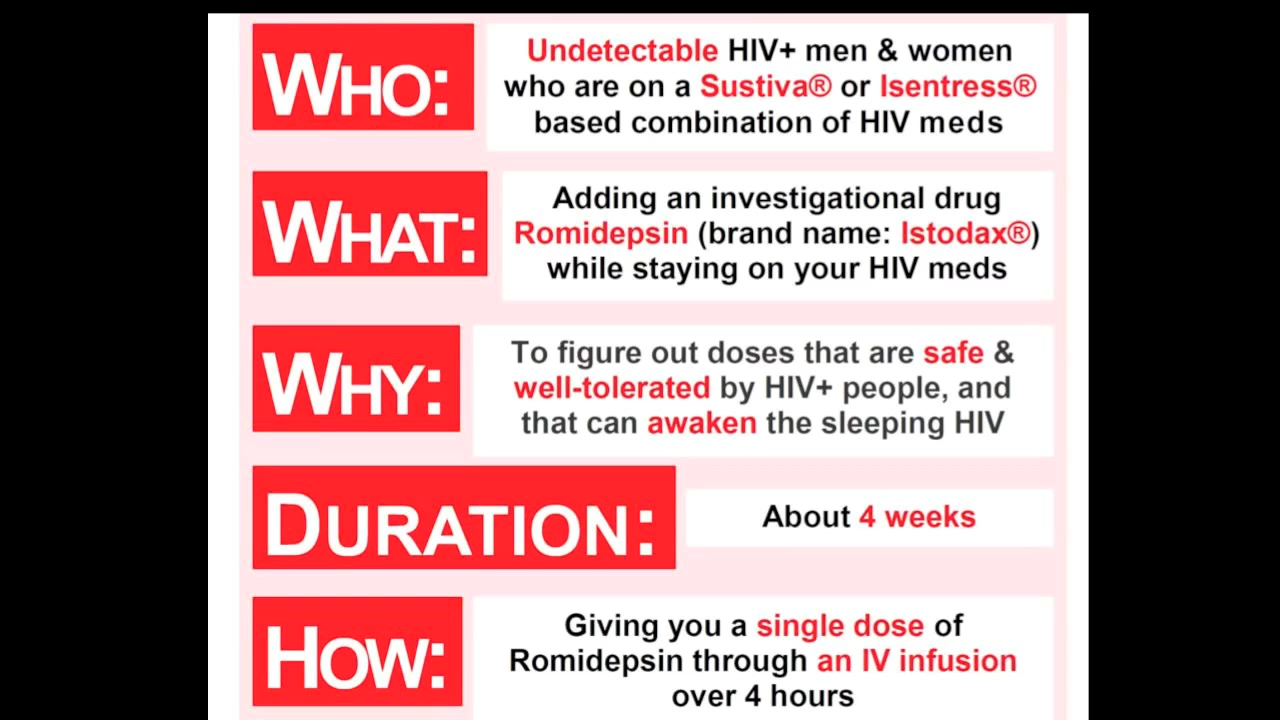 WHO:
Undetectable HIV+ men & women
who are on a Sustiva® or Isentress®
based combination of HIV meds
WHAT:
Adding an investigational drug
Romidepsin (brand name: Istodax®)
while staying on your HIV meds
WHY:
To figure out doses that are safe &
well-tolerated by HIV+ people, and
that can awaken the sleeping HIV
DURATION:
About 4 weeks
HOW:
Giving you a single dose of
Romidepsin through an IV infusion
over 4 hours